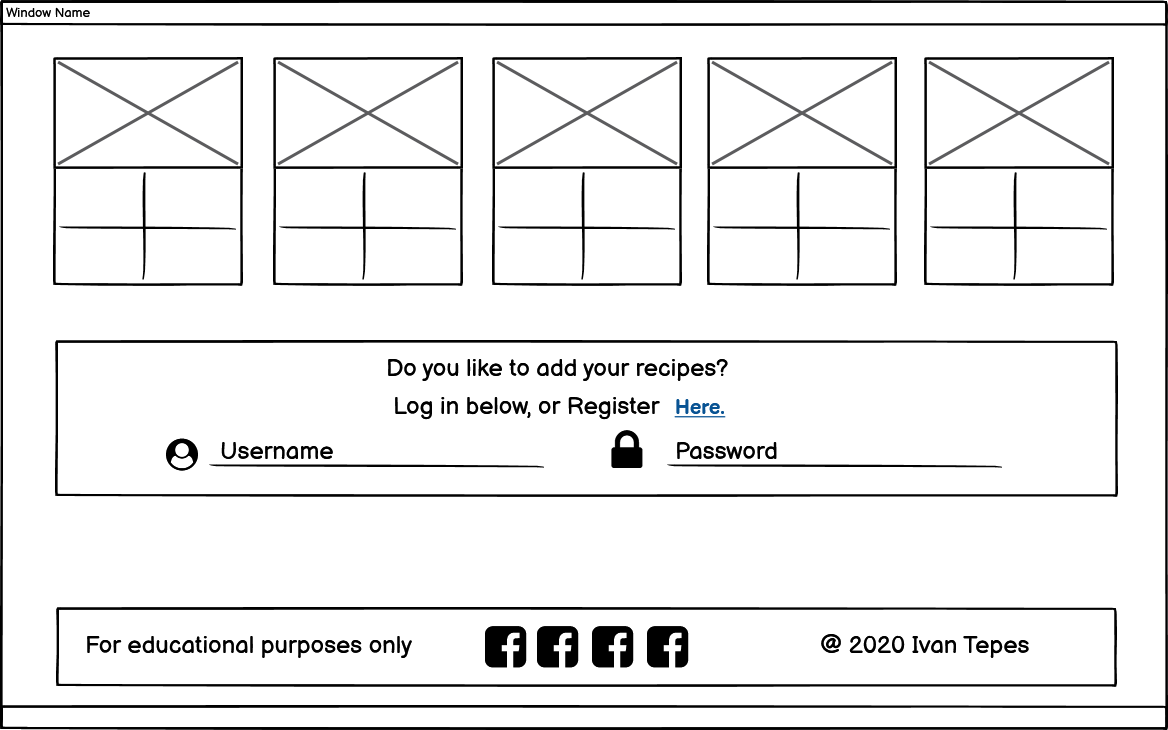 Window Name
Do you like to add your recipes?
Log in below, or Register Here.
Username Password
For educational purposes only @ 2020 Ivan Tepes